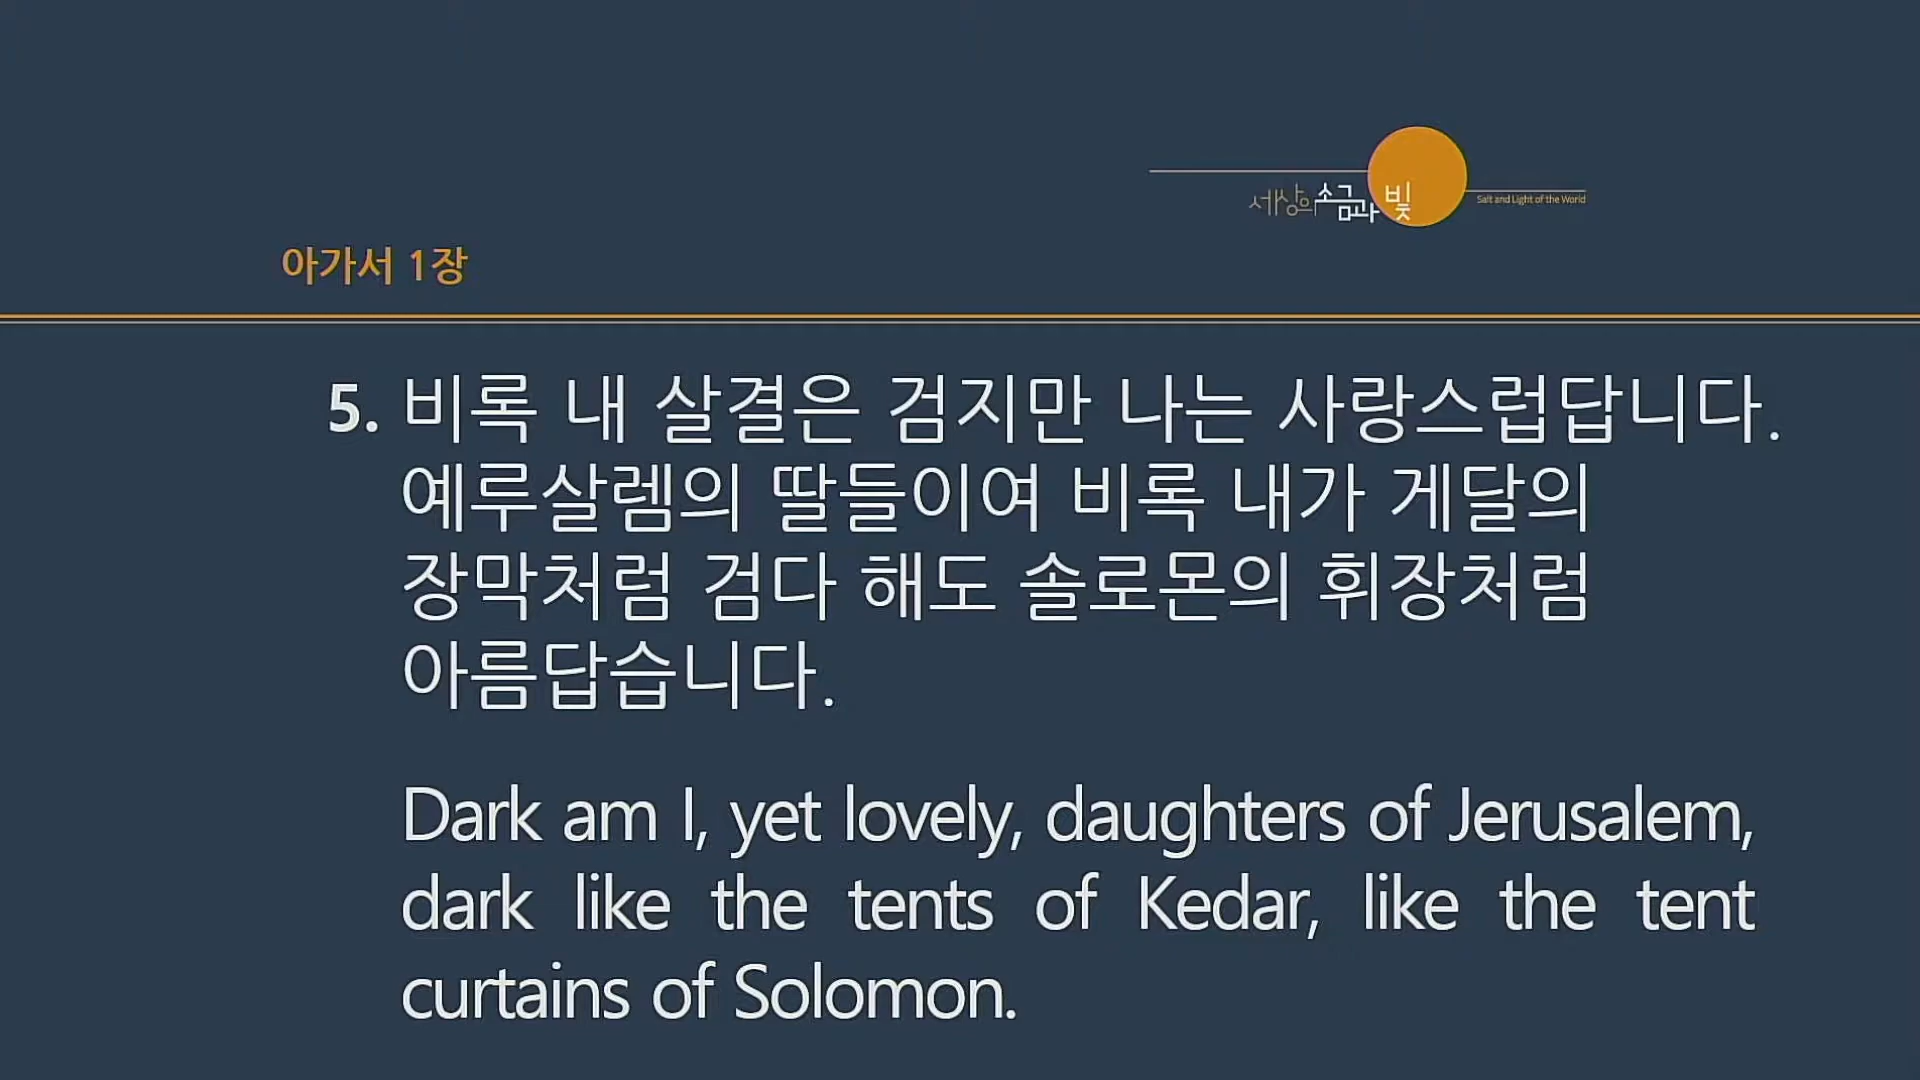 세상의 소금과 빛
Salt and Light of the World
아가서 1장
5. 비록 내 살결은 검지만 나는 사랑스럽답니다.
예루살렘의 딸들이여 비록 내가 게달의
장막처럼 검다 해도 솔로몬의 휘장처럼
아름답습니다.
Dark am I, yet lovely, daughters of Jerusalem,
dark like the tents of Kedar, like the tent
curtains of Solomon.